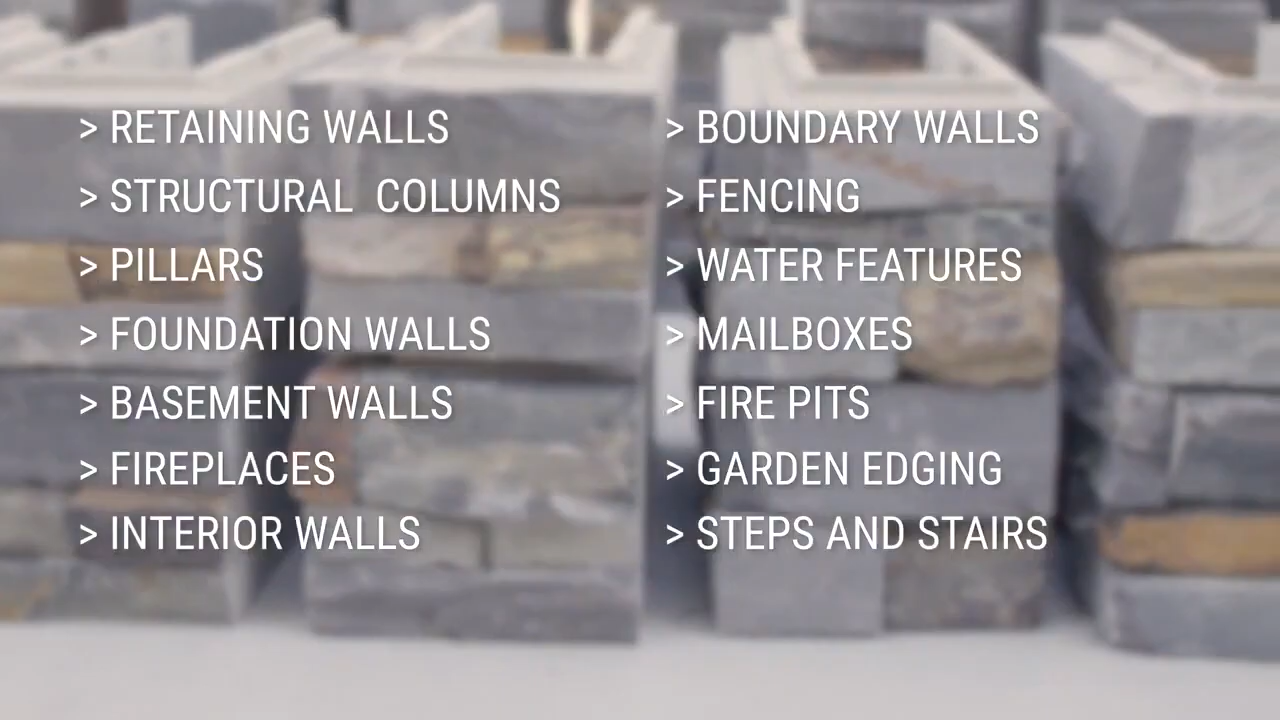 > RETAINING WALLS
> STRUCTURAL  COLUMNS
> PILLARS
> FOUNDATION WALLS
> BASEMENT WALLS
> FIREPLACES
> INTERIOR WALLS
> BOUNDARY WALLS
> FENCING
> WATER FEATURES
> MAILBOXES
> FIRE PITS
> GARDEN EDGING
> STEPS AND STAIRS